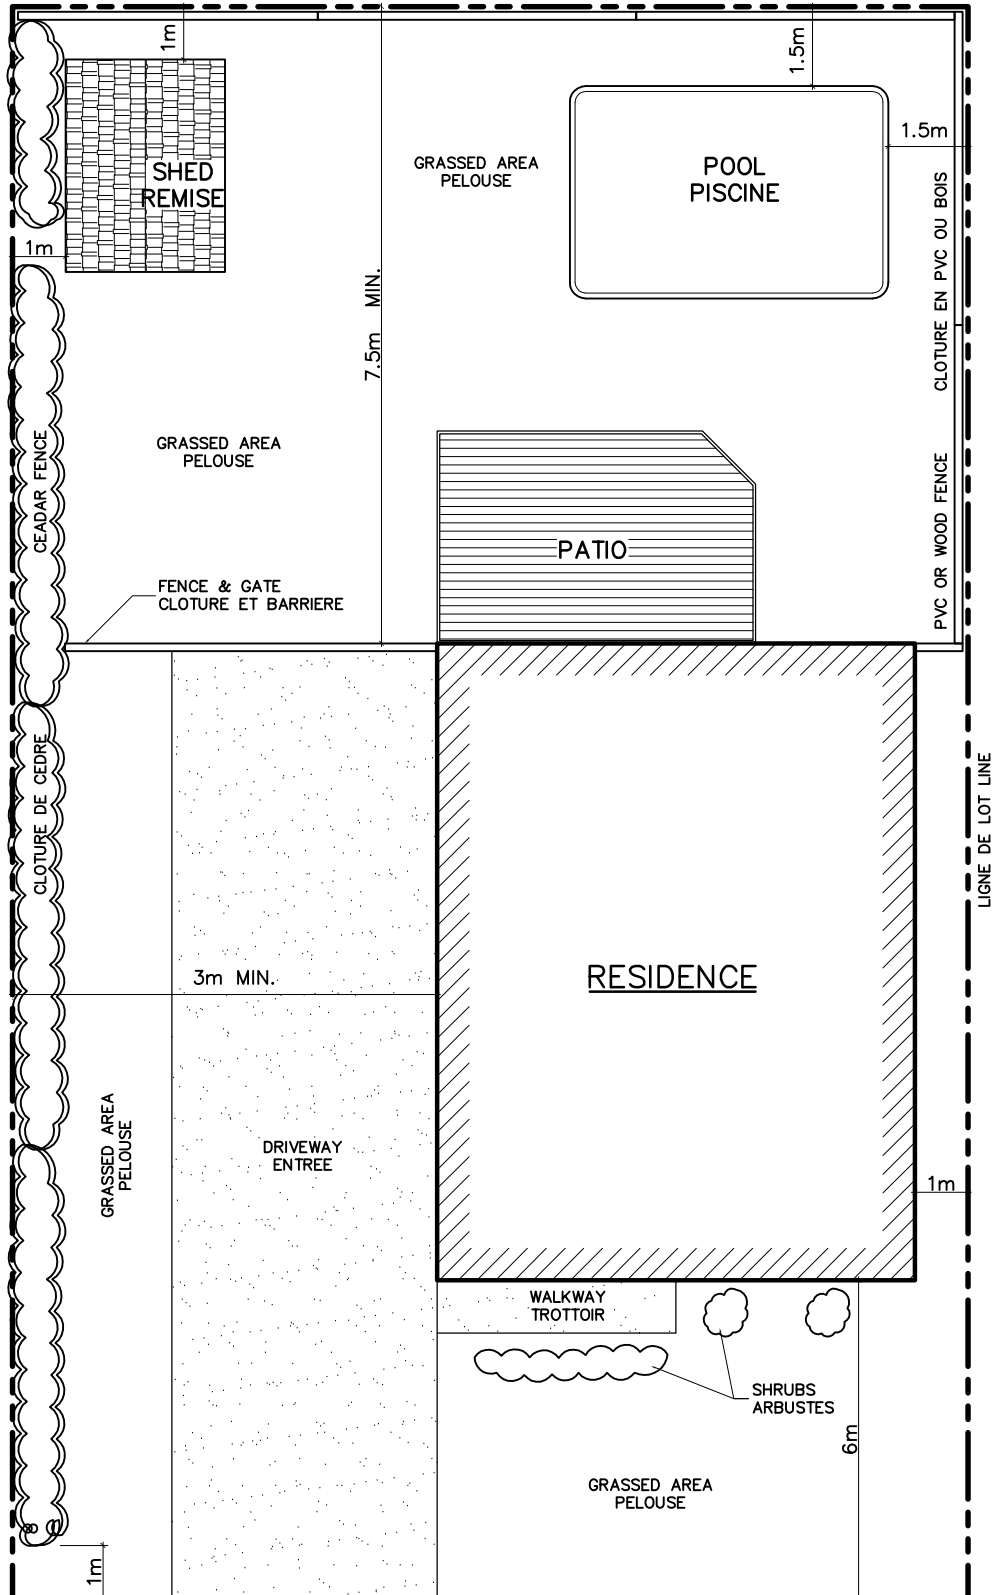 1m
1.5m
1.5m
SHED
REMISE
GRASSED AREA
PELOUSE
POOL
PISCINE
1m
7.5m MIN.
CLOTURE EN PVC OU BOIS
PVC OR WOOD FENCE
CEADAR FENCE
CLOTURE DE CEDRE
GRASSED AREA
PELOUSE
PATIO
FENCE & GATE
CLOTURE ET BARRIERE
LIGNE DE LOT LINE
3m MIN.
RESIDENCE
GRASSED AREA
PELOUSE
DRIVEWAY
ENTREE
1m
WALKWAY
TROTTOIR
SHRUBS
ARBUSTES
6m
GRASSED AREA
PELOUSE
1m